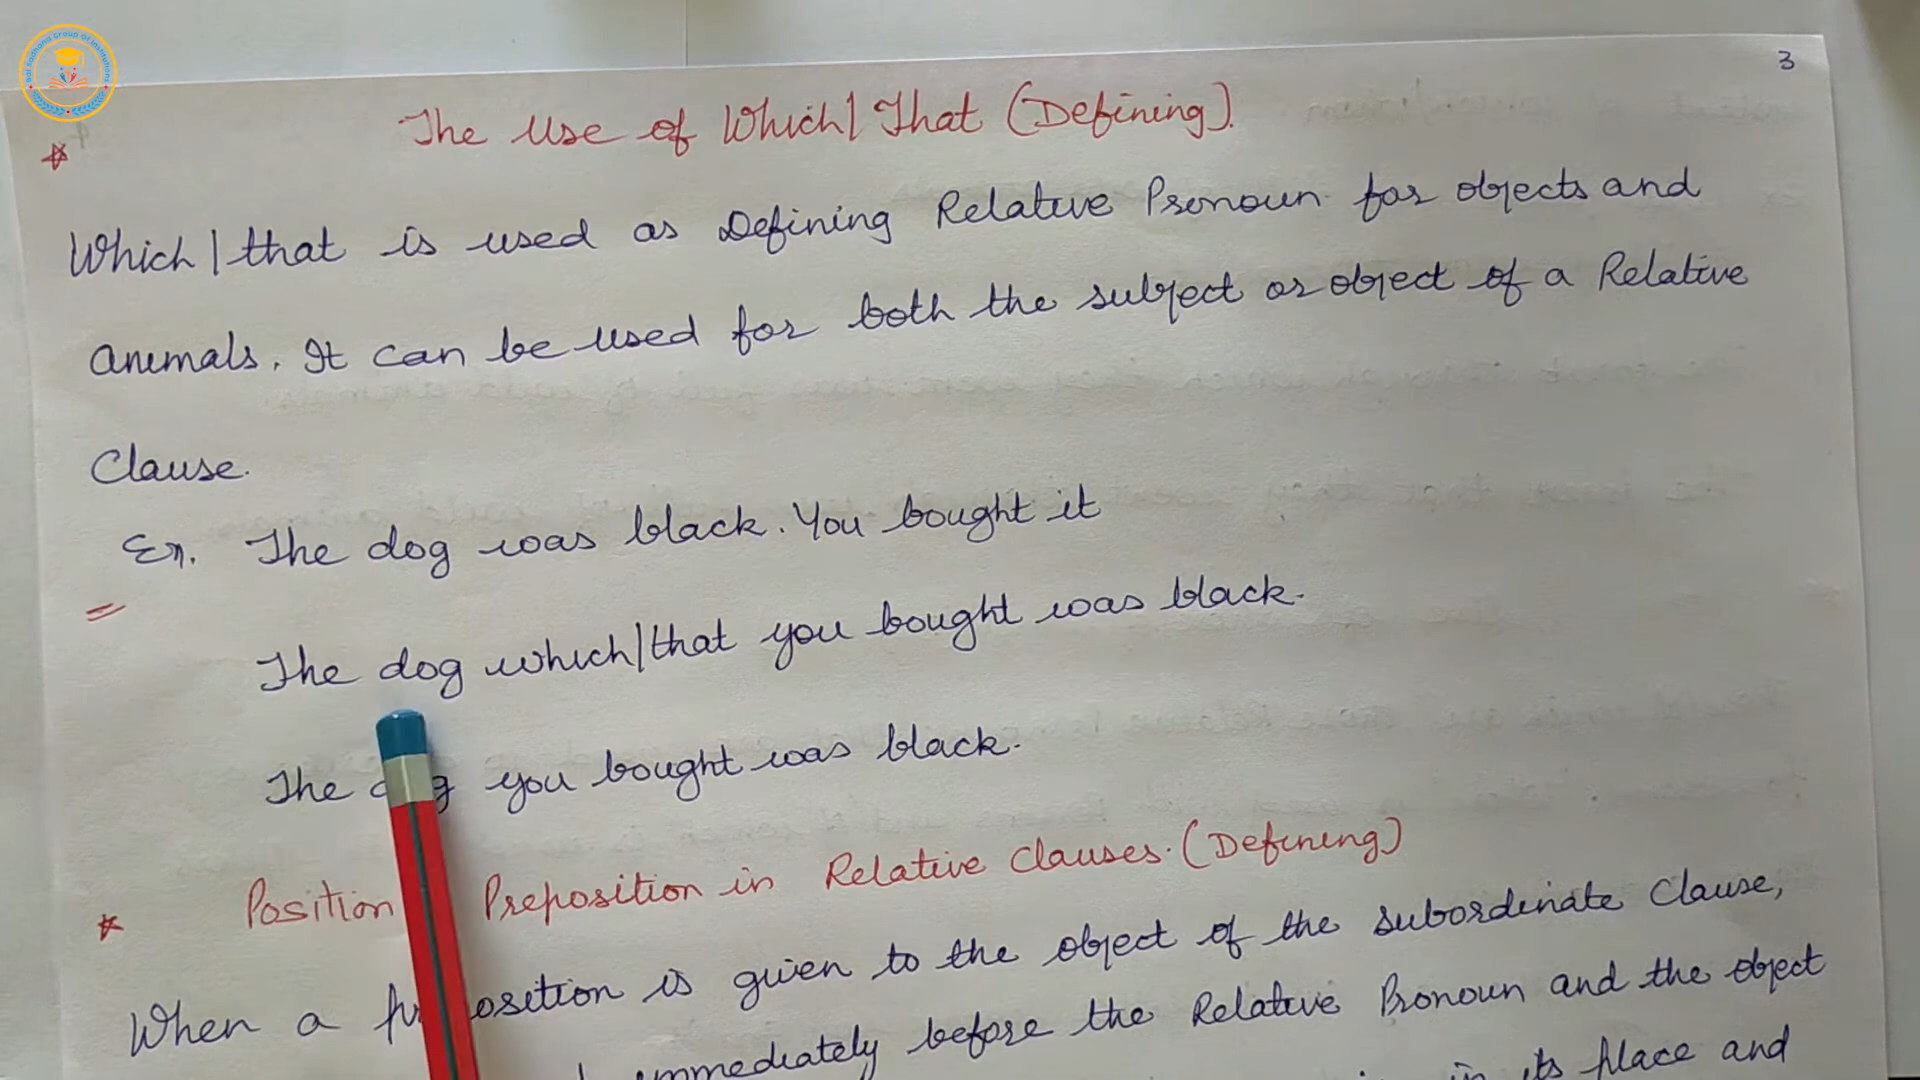 3
The Use of Which/That (Defining).
Which/that is used as Defining Relative Pronoun for objects and
animals. It can be used for both the subject or object of a Relative
Clause.
Ex. The dog was black. You bought it
The dog which/that you bought was black.
The dog you bought was black.
Position Preposition in Relative Clauses. (Defining)
When a is given to the object of the subordinate Clause,
immediately before the Relative Pronoun and the object
in its place and